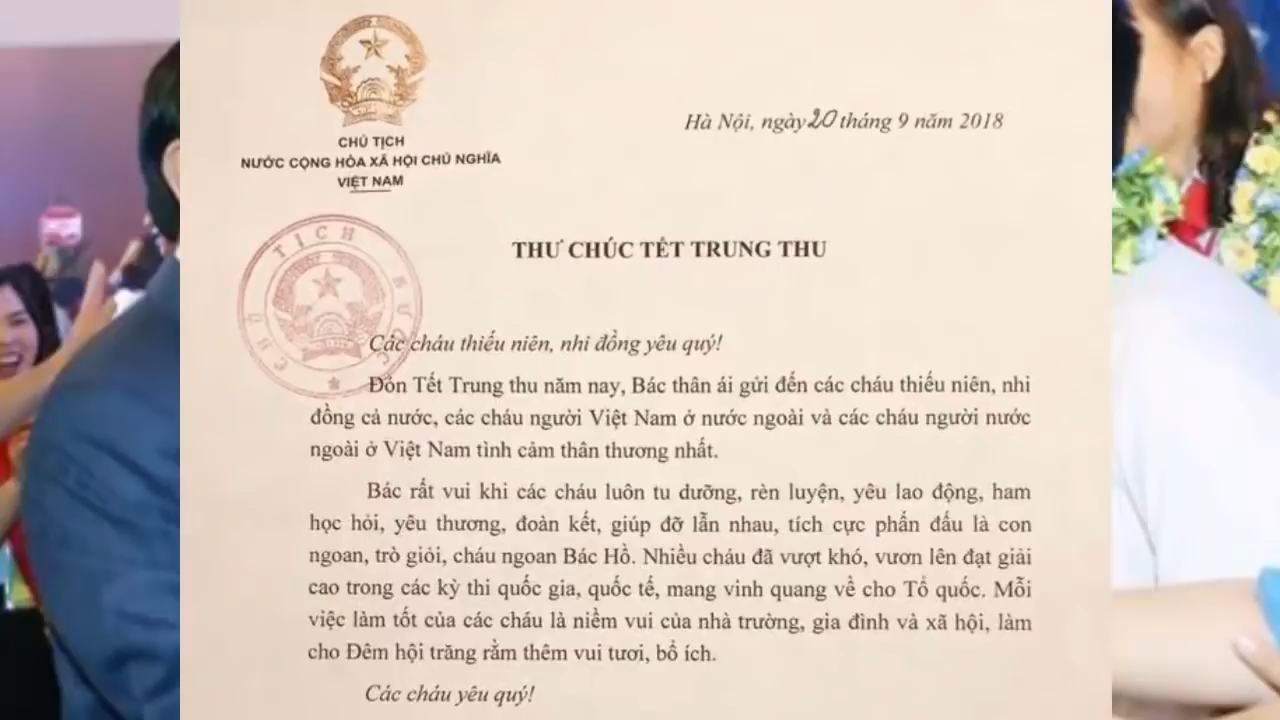 CHỦ TỊCH
NƯỚC CỘNG HÒA XÃ HỘI CHỦ NGHĨA
VIỆT NAM
Hà Nội, ngày 20 tháng 9 năm 2018
CHỦ TỊCH NƯỚC
THƯ CHÚC TẾT TRUNG THU
Các cháu thiếu niên, nhi đồng yêu quý!
Đón Tết Trung thu năm nay, Bác thân ái gửi đến các cháu thiếu niên, nhi
đồng cả nước, các cháu người Việt Nam ở nước ngoài và các cháu người nước
ngoài ở Việt Nam tình cảm thân thương nhất.
Bác rất vui khi các cháu luôn tu dưỡng, rèn luyện, yêu lao động, ham
học hỏi, yêu thương, đoàn kết, giúp đỡ lẫn nhau, tích cực phấn đấu là con
ngoan, trò giỏi, cháu ngoan Bác Hồ. Nhiều cháu đã vượt khó, vươn lên đạt giải
cao trong các kỳ thi quốc gia, quốc tế, mang vinh quang về cho Tổ quốc. Mỗi
việc làm tốt của các cháu là niềm vui của nhà trường, gia đình và xã hội, làm
cho Đêm hội trăng rằm thêm vui tươi, bổ ích.
Các cháu yêu quý!